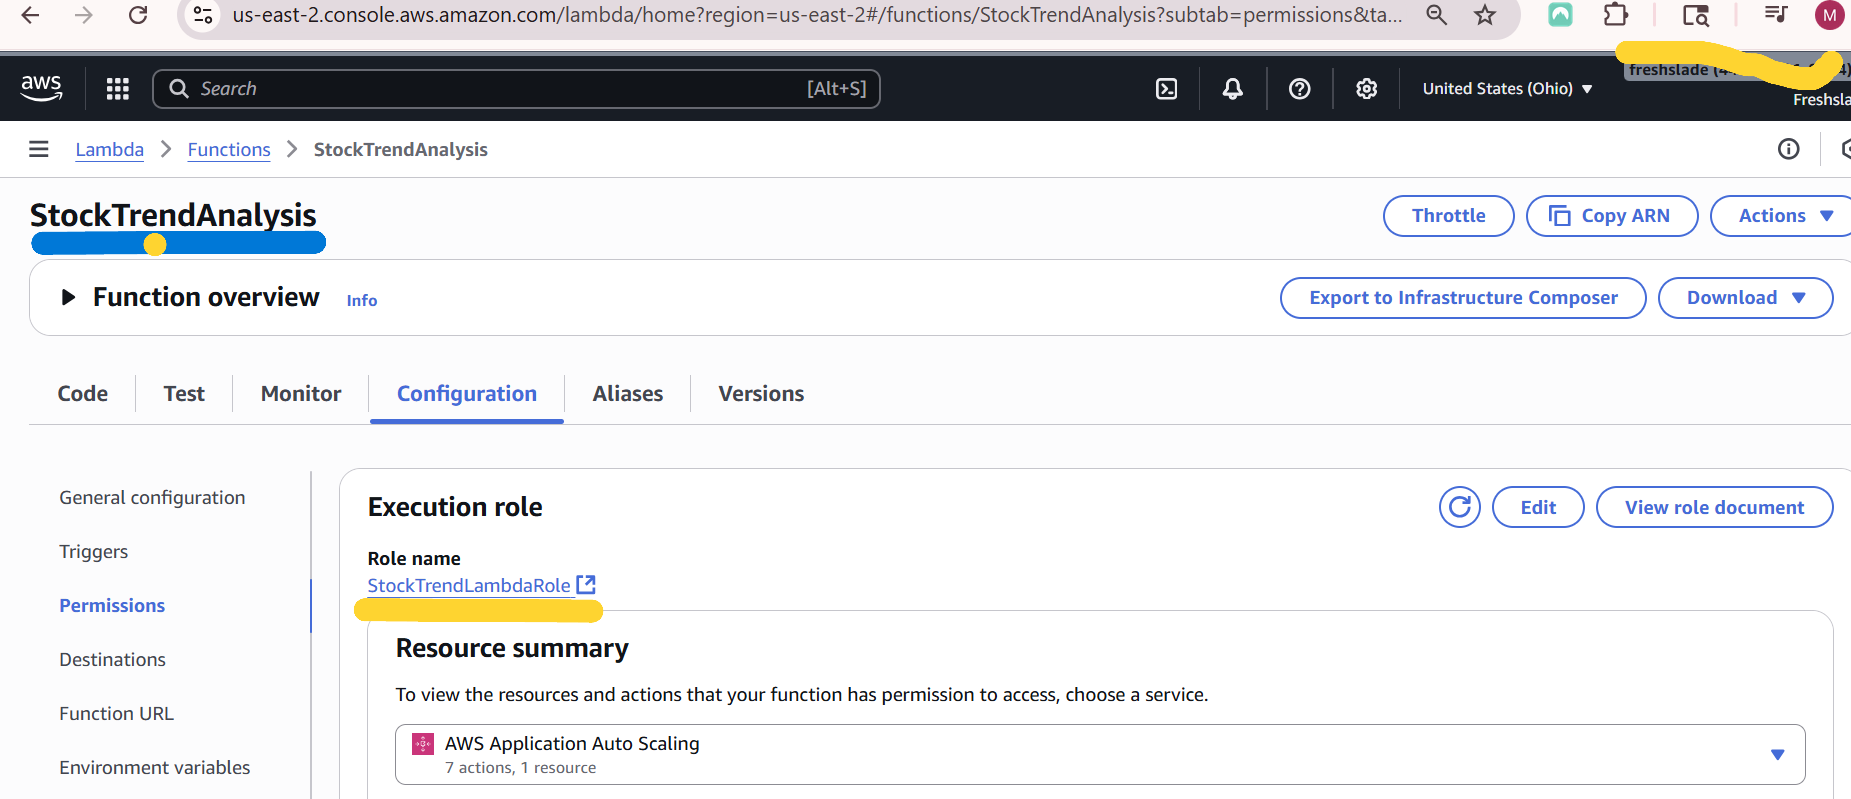 us-east-2.console.aws.amazon.com/lambda/home?region=us-east-2#/functions/StockTrendAnalysis?subtab=permissions&ta...
M
aws
Search
[Alt+S]
United States (Ohio)
freshslade
Freshsla
Lambda
Functions
StockTrendAnalysis
StockTrendAnalysis
Throttle
Copy ARN
Actions
Function overview
Info
Export to Infrastructure Composer
Download
Code
Test
Monitor
Configuration
Aliases
Versions
General configuration
Triggers
Permissions
Destinations
Function URL
Environment variables
Execution role
Edit
View role document
Role name
StockTrendLambdaRole
Resource summary
To view the resources and actions that your function has permission to access, choose a service.
AWS Application Auto Scaling
7 actions, 1 resource